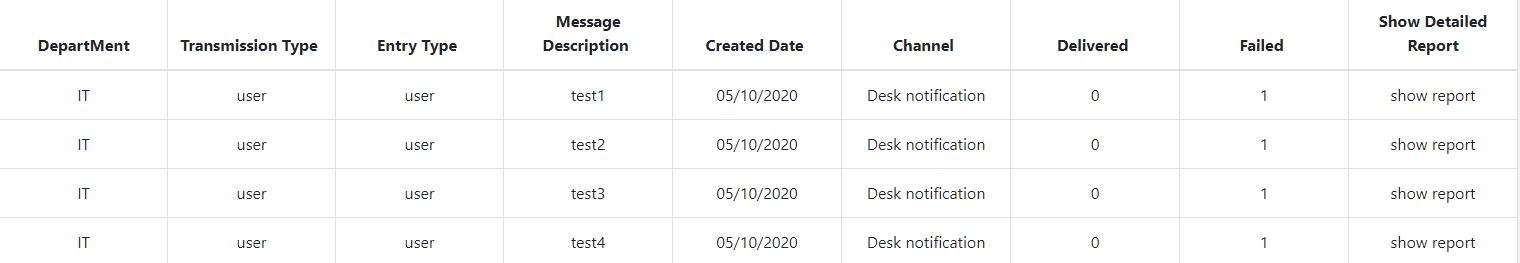 DepartMent Transmission Type Entry Type Message Description Created Date Channel Delivered Failed Show Detailed Report
IT user user test1 05/10/2020 Desk notification 0 1 show report
IT user user test2 05/10/2020 Desk notification 0 1 show report
IT user user test3 05/10/2020 Desk notification 0 1 show report
IT user user test4 05/10/2020 Desk notification 0 1 show report